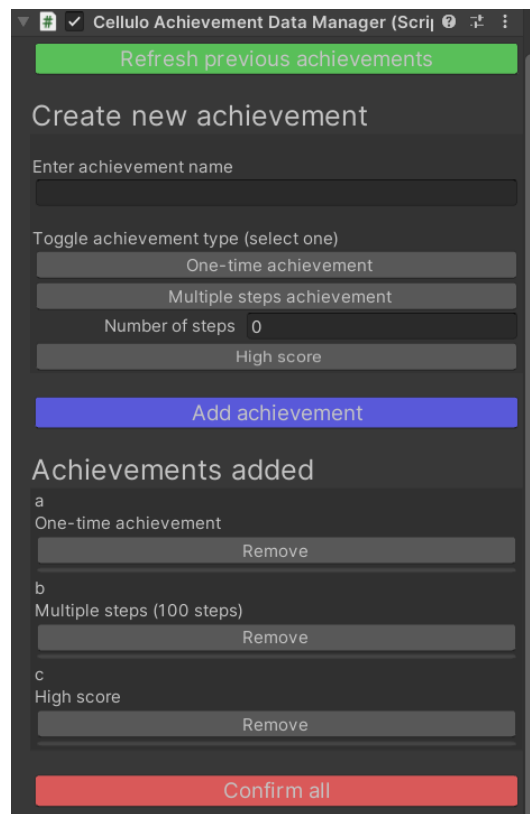 # Cellulo Achievement Data Manager (Scrip
Refresh previous achievements
Create new achievement
Enter achievement name
Toggle achievement type (select one)
One-time achievement
Multiple steps achievement
Number of steps 0
High score
Add achievement
Achievements added
a
One-time achievement
Remove
b
Multiple steps (100 steps)
Remove
c
High score
Remove
Confirm all